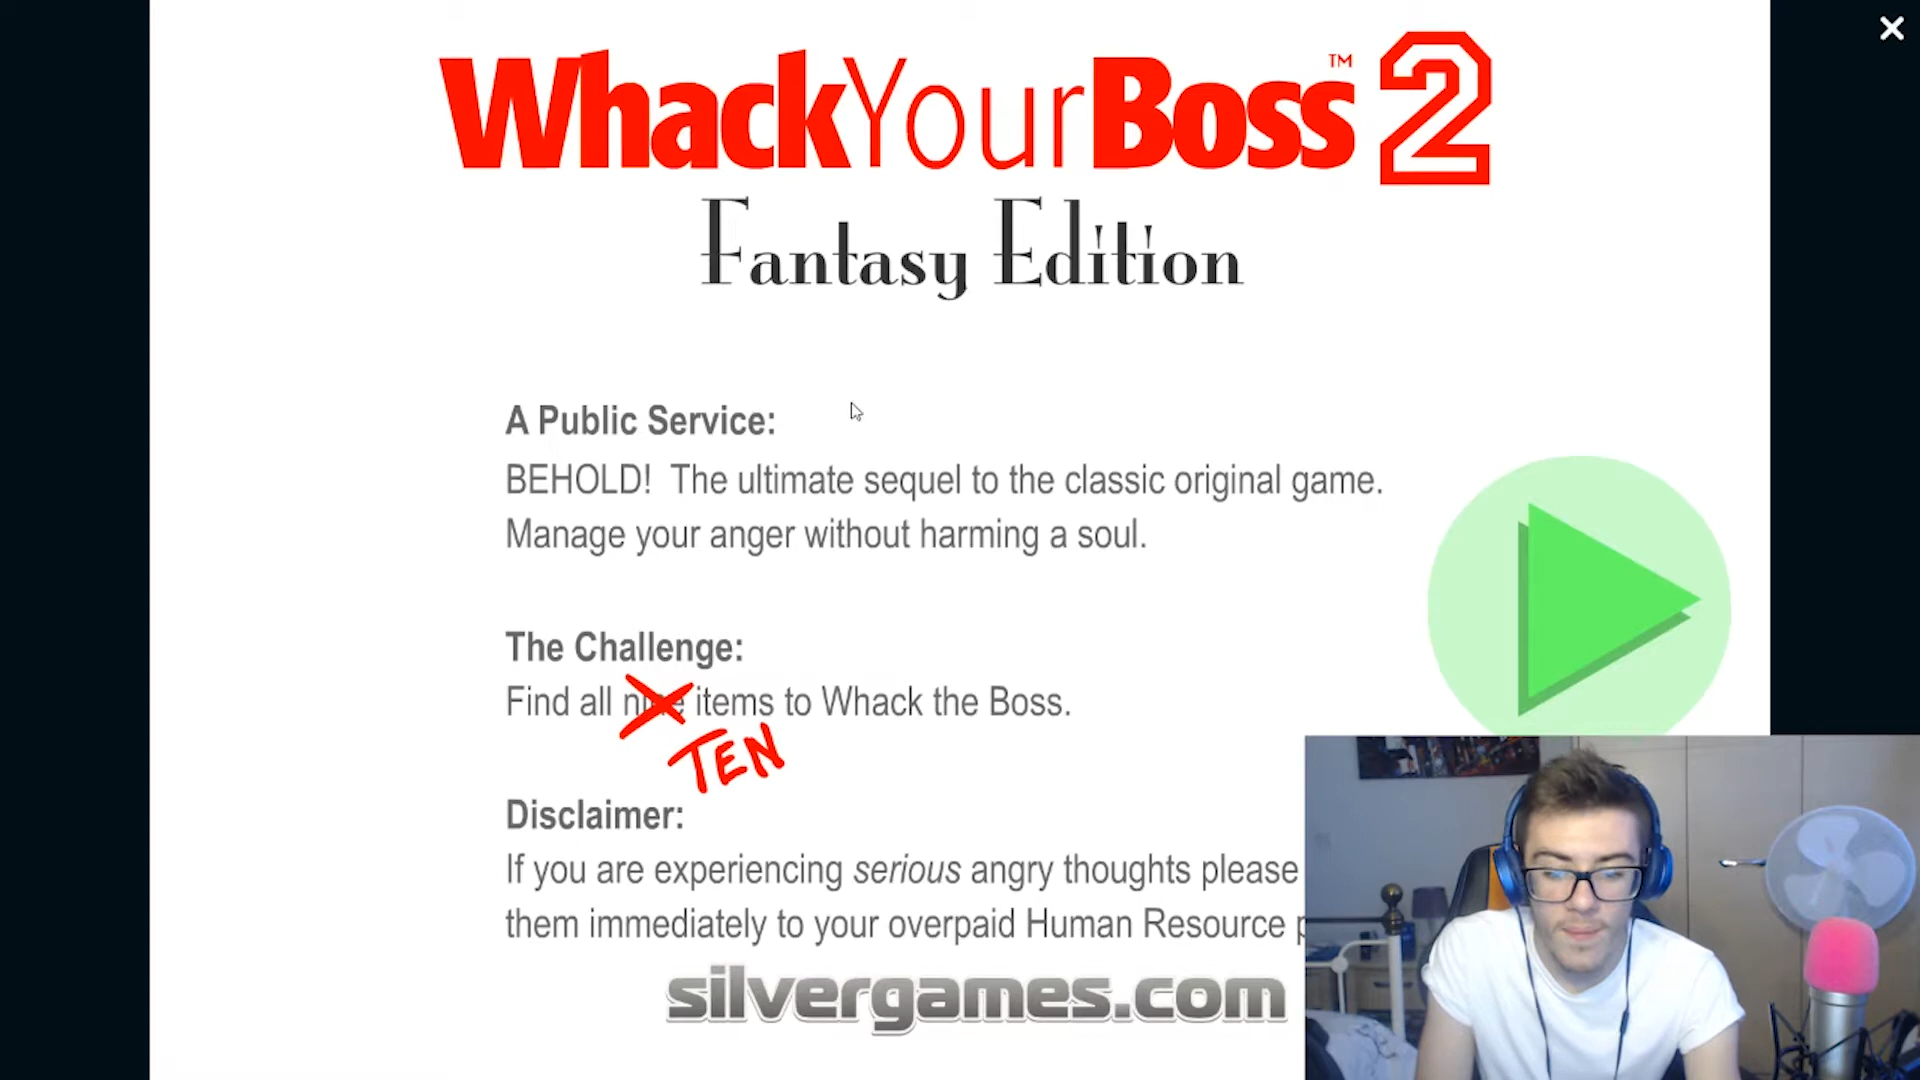 WhackYourBoss™ 2
Fantasy Edition
A Public Service:
BEHOLD! The ultimate sequel to the classic original game.
Manage your anger without harming a soul.
The Challenge:
Find all nine items to Whack the Boss.
TEN
Disclaimer:
If you are experiencing serious angry thoughts please
them immediately to your overpaid Human Resource
silvergames.com